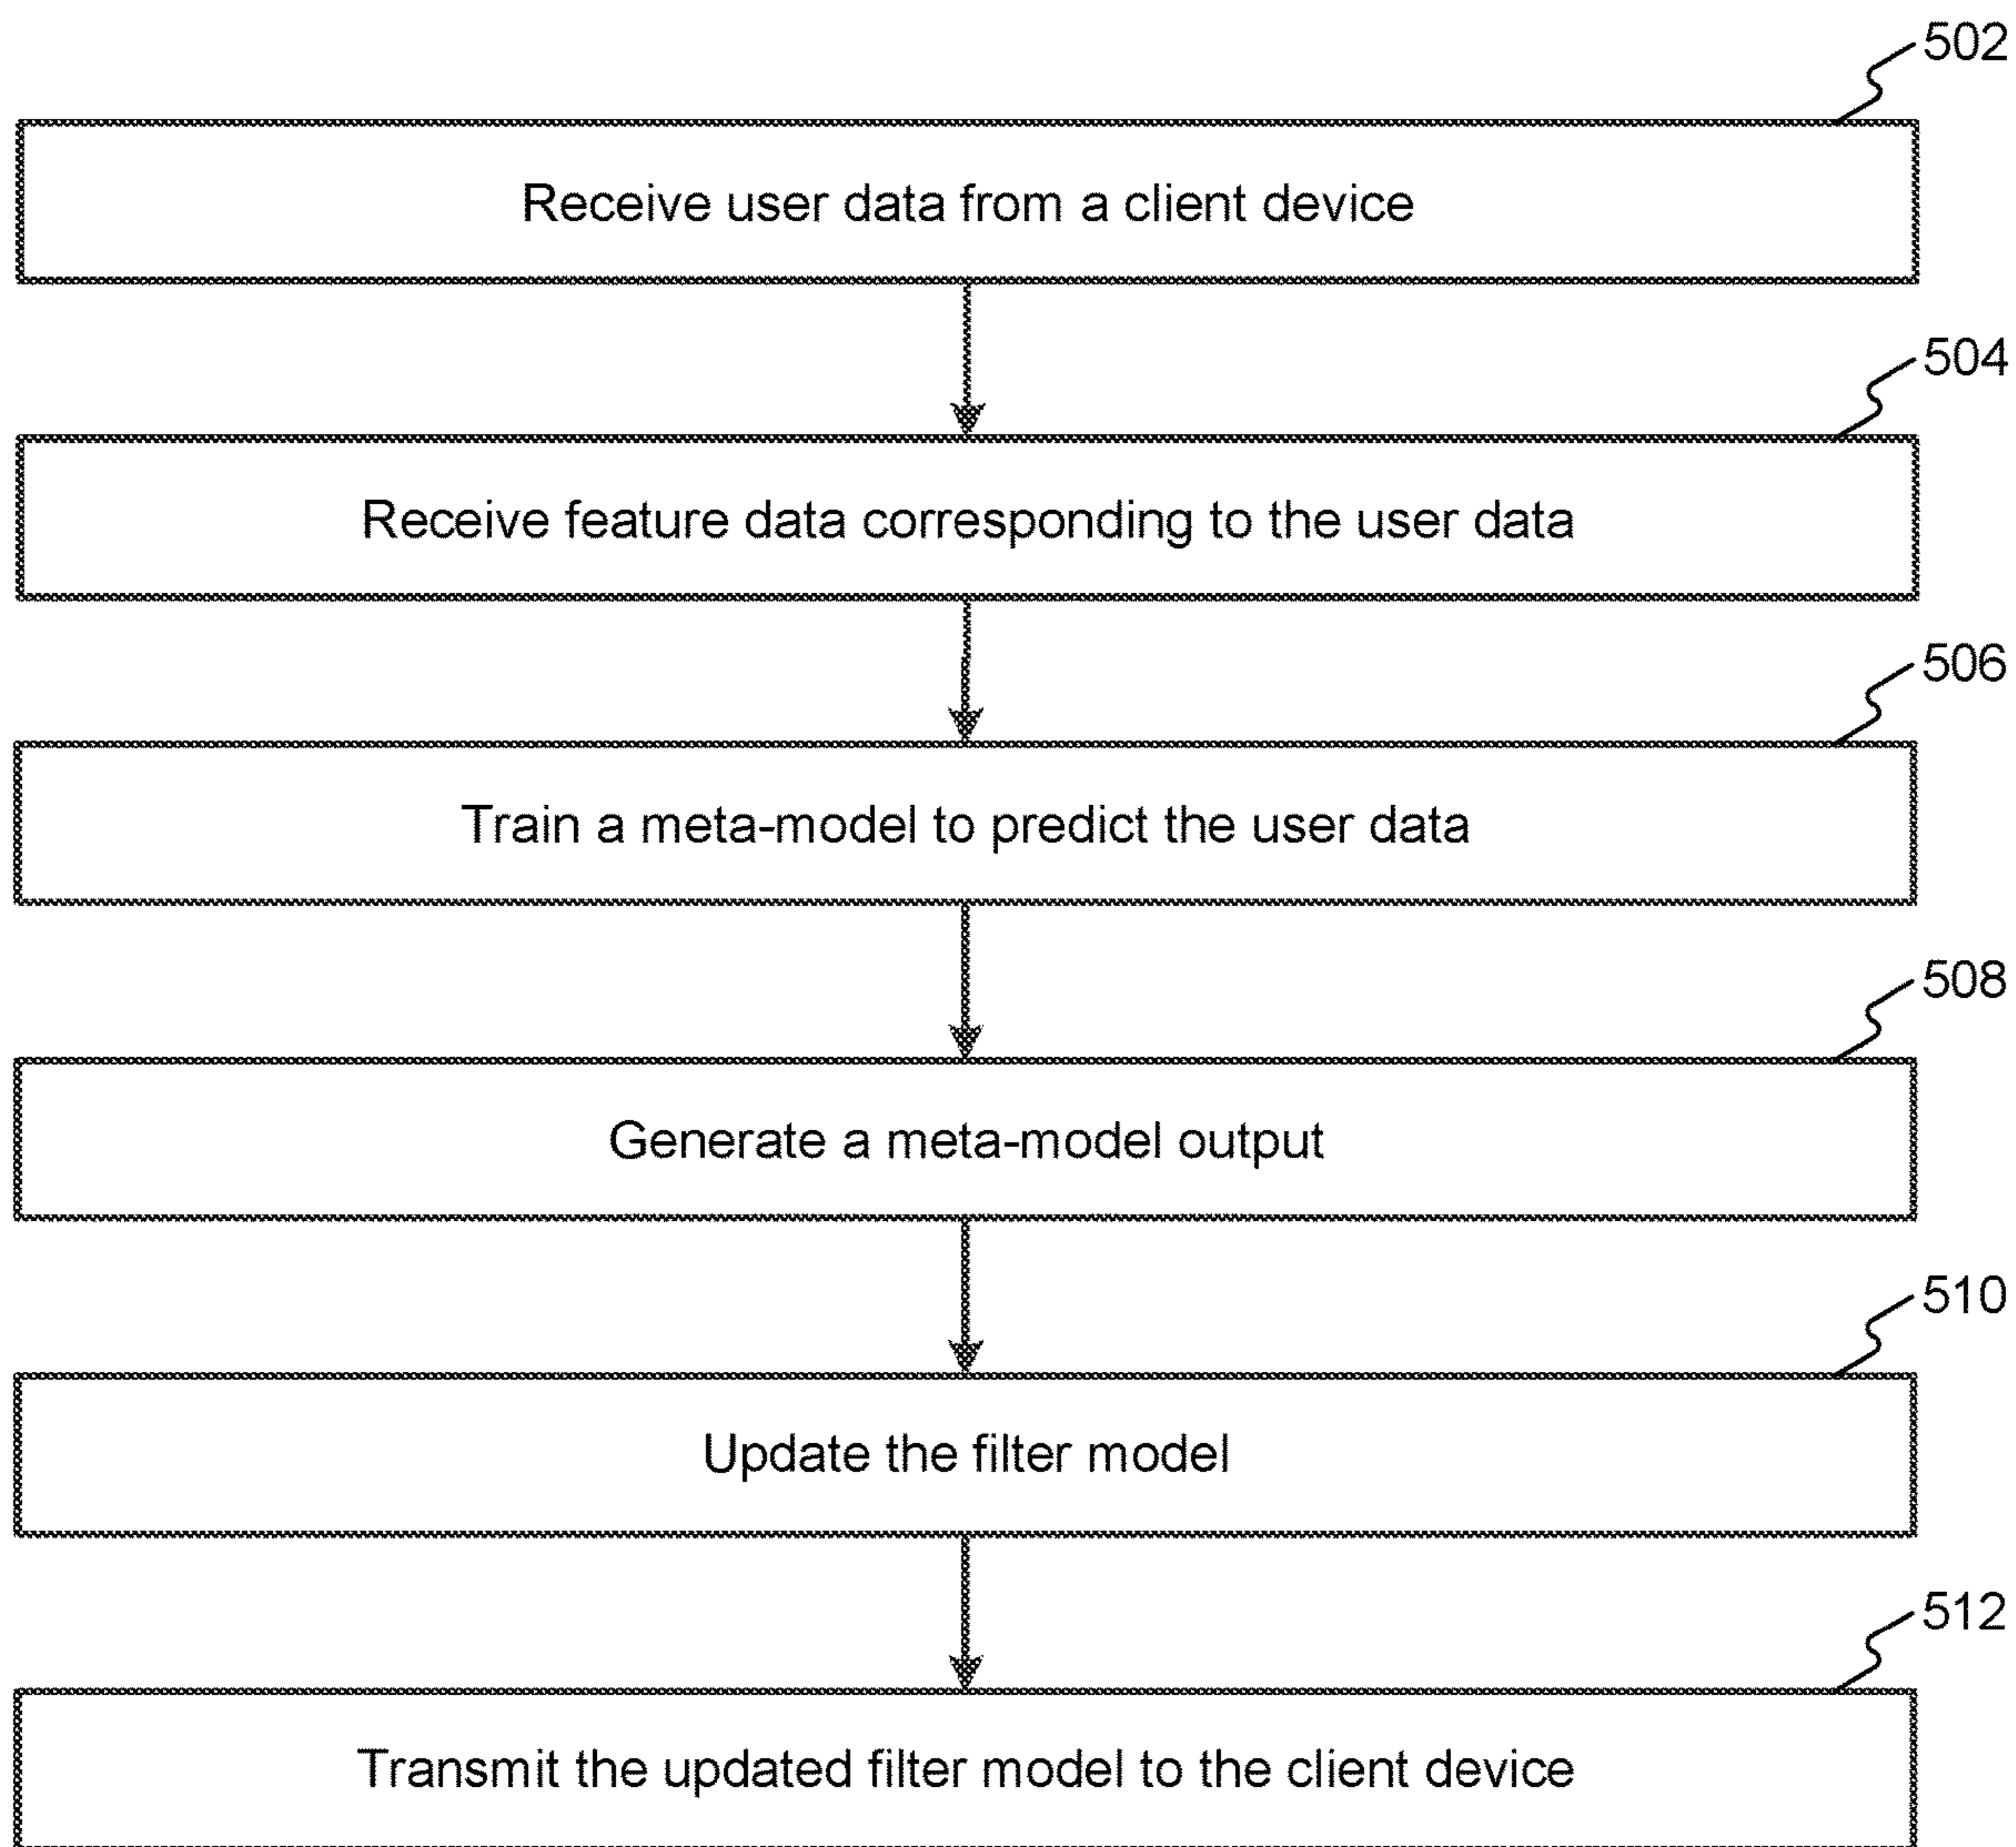 502
Receive user data from a client device
504
Receive feature data corresponding to the user data
506
Train a meta-model to predict the user data
508
Generate a meta-model output
510
Update the filter model
512
Transmit the updated filter model to the client device